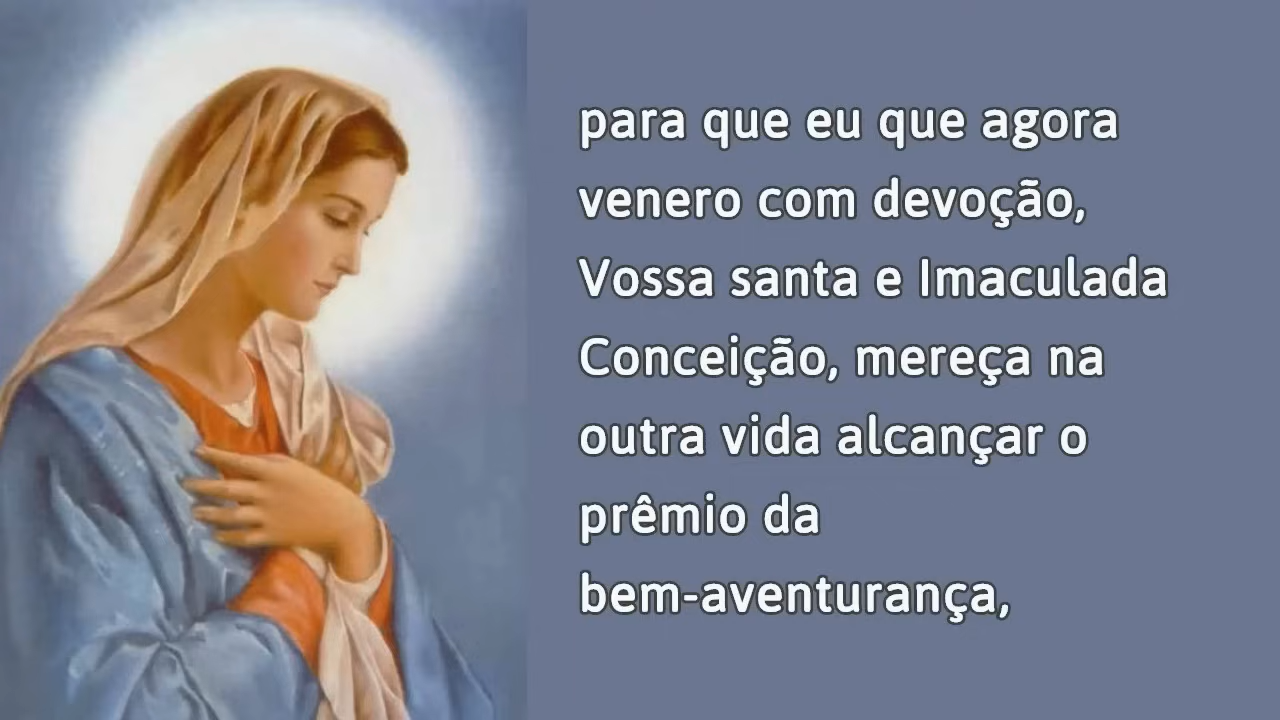 para que eu que agora
venero com devoção,
Vossa santa e Imaculada
Conceição, mereça na
outra vida alcançar o
prêmio da
bem-aventurança,